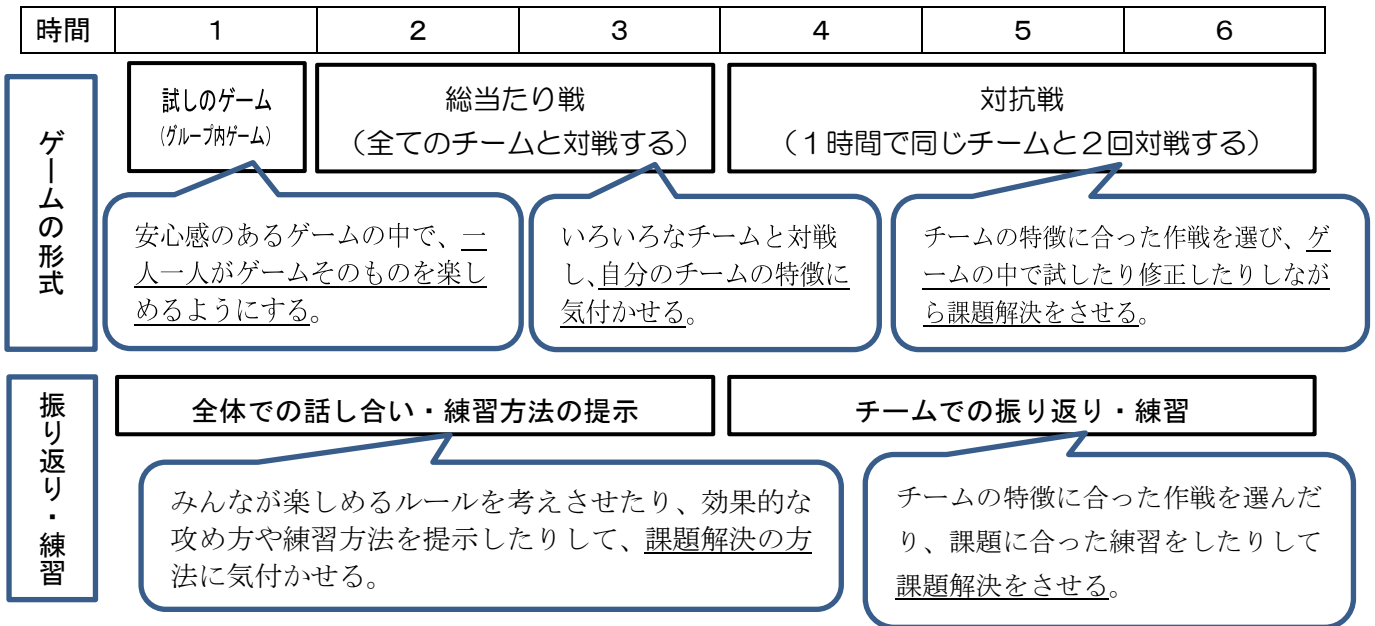 時間 1 2 3 4 5 6
ゲームの形式
試しのゲーム
(グループ内ゲーム)
総当たり戦
(全てのチームと対戦する)
対抗戦
(1時間で同じチームと2回対戦する)
安心感のあるゲームの中で、一
人一人がゲームそのものを楽し
めるようにする。
いろいろなチームと対戦
し、自分のチームの特徴に
気付かせる。
チームの特徴に合った作戦を選び、ゲ
ームの中で試したり修正したりしなが
ら課題解決をさせる。
振り返り・練習
全体での話し合い・練習方法の提示
チームでの振り返り・練習
みんなが楽しめるルールを考えさせたり、効果的な
攻め方や練習方法を提示したりして、課題解決の方
法に気付かせる。
チームの特徴に合った作戦を選んだ
り、課題に合った練習をしたりして
課題解決をさせる。